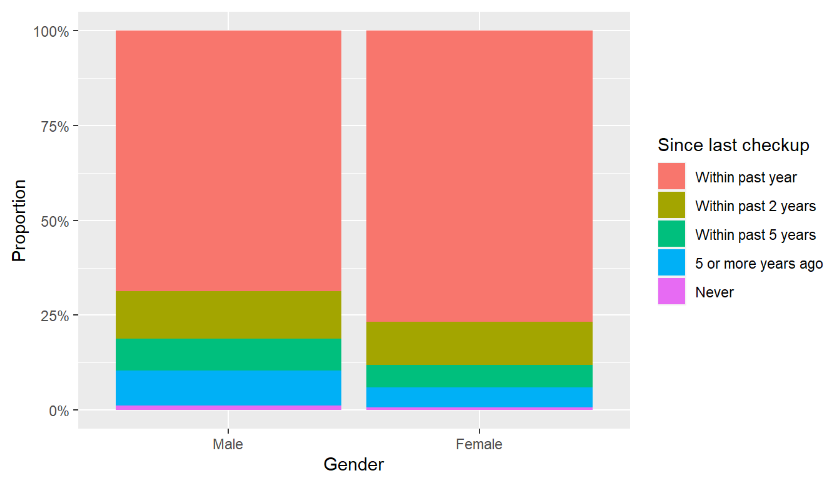 100%
75%
50%
25%
0%
Proportion
Male Female
Gender
Since last checkup
Within past year
Within past 2 years
Within past 5 years
5 or more years ago
Never